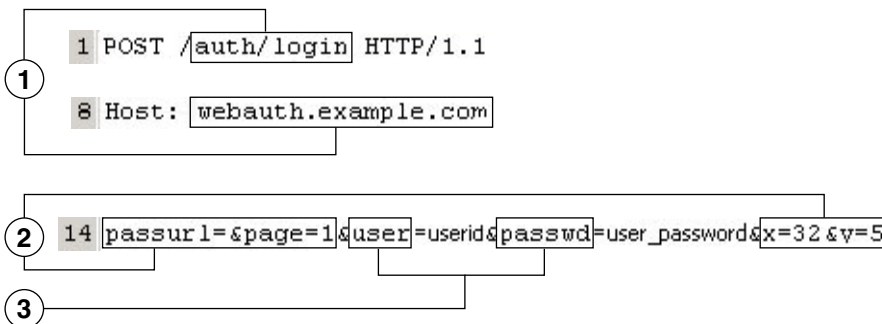 1
1 POST /auth/login HTTP/1.1
8 Host: webauth.example.com
2
14 passurl=&page=1&user=userid&passwd=user_password&x=32&y=5
3